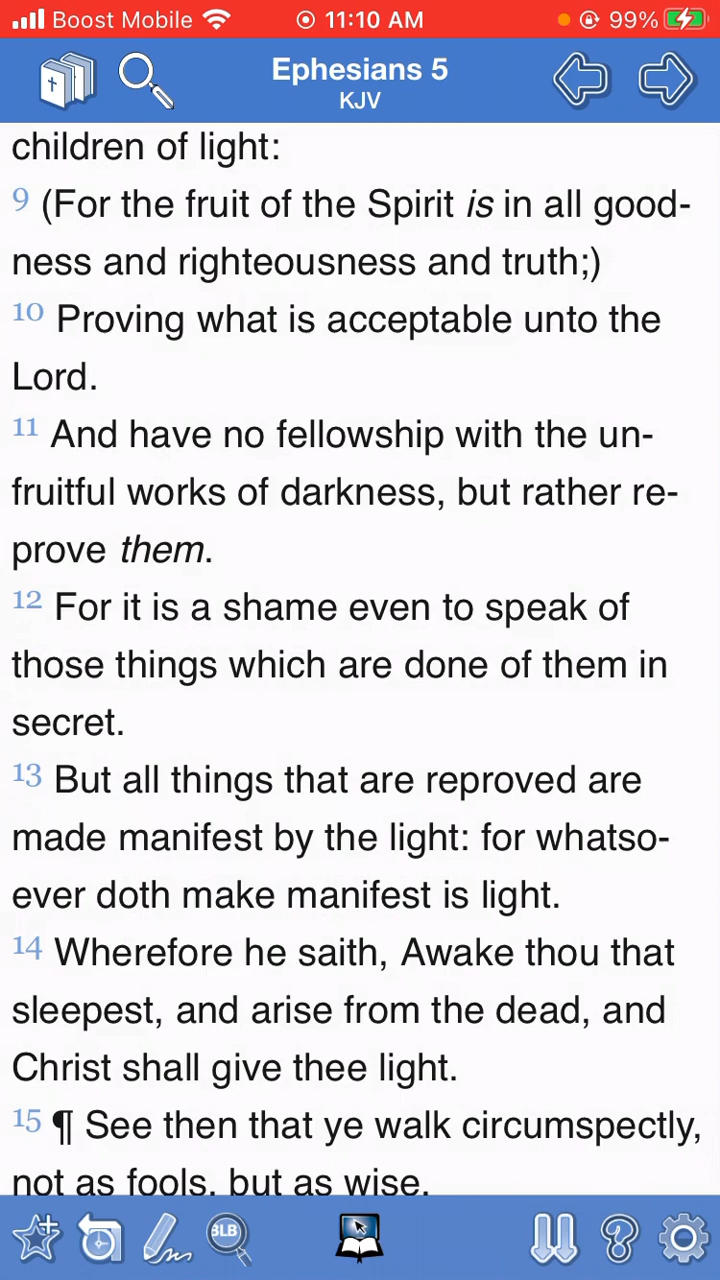 Boost Mobile 11:10 AM 99%
Ephesians 5
KJV
children of light:
9 (For the fruit of the Spirit is in all good-
ness and righteousness and truth;)
10 Proving what is acceptable unto the
Lord.
11 And have no fellowship with the un-
fruitful works of darkness, but rather re-
prove them.
12 For it is a shame even to speak of
those things which are done of them in
secret.
13 But all things that are reproved are
made manifest by the light: for whatso-
ever doth make manifest is light.
14 Wherefore he saith, Awake thou that
sleepest, and arise from the dead, and
Christ shall give thee light.
15 ¶ See then that ye walk circumspectly,
not as fools, but as wise,
BLB